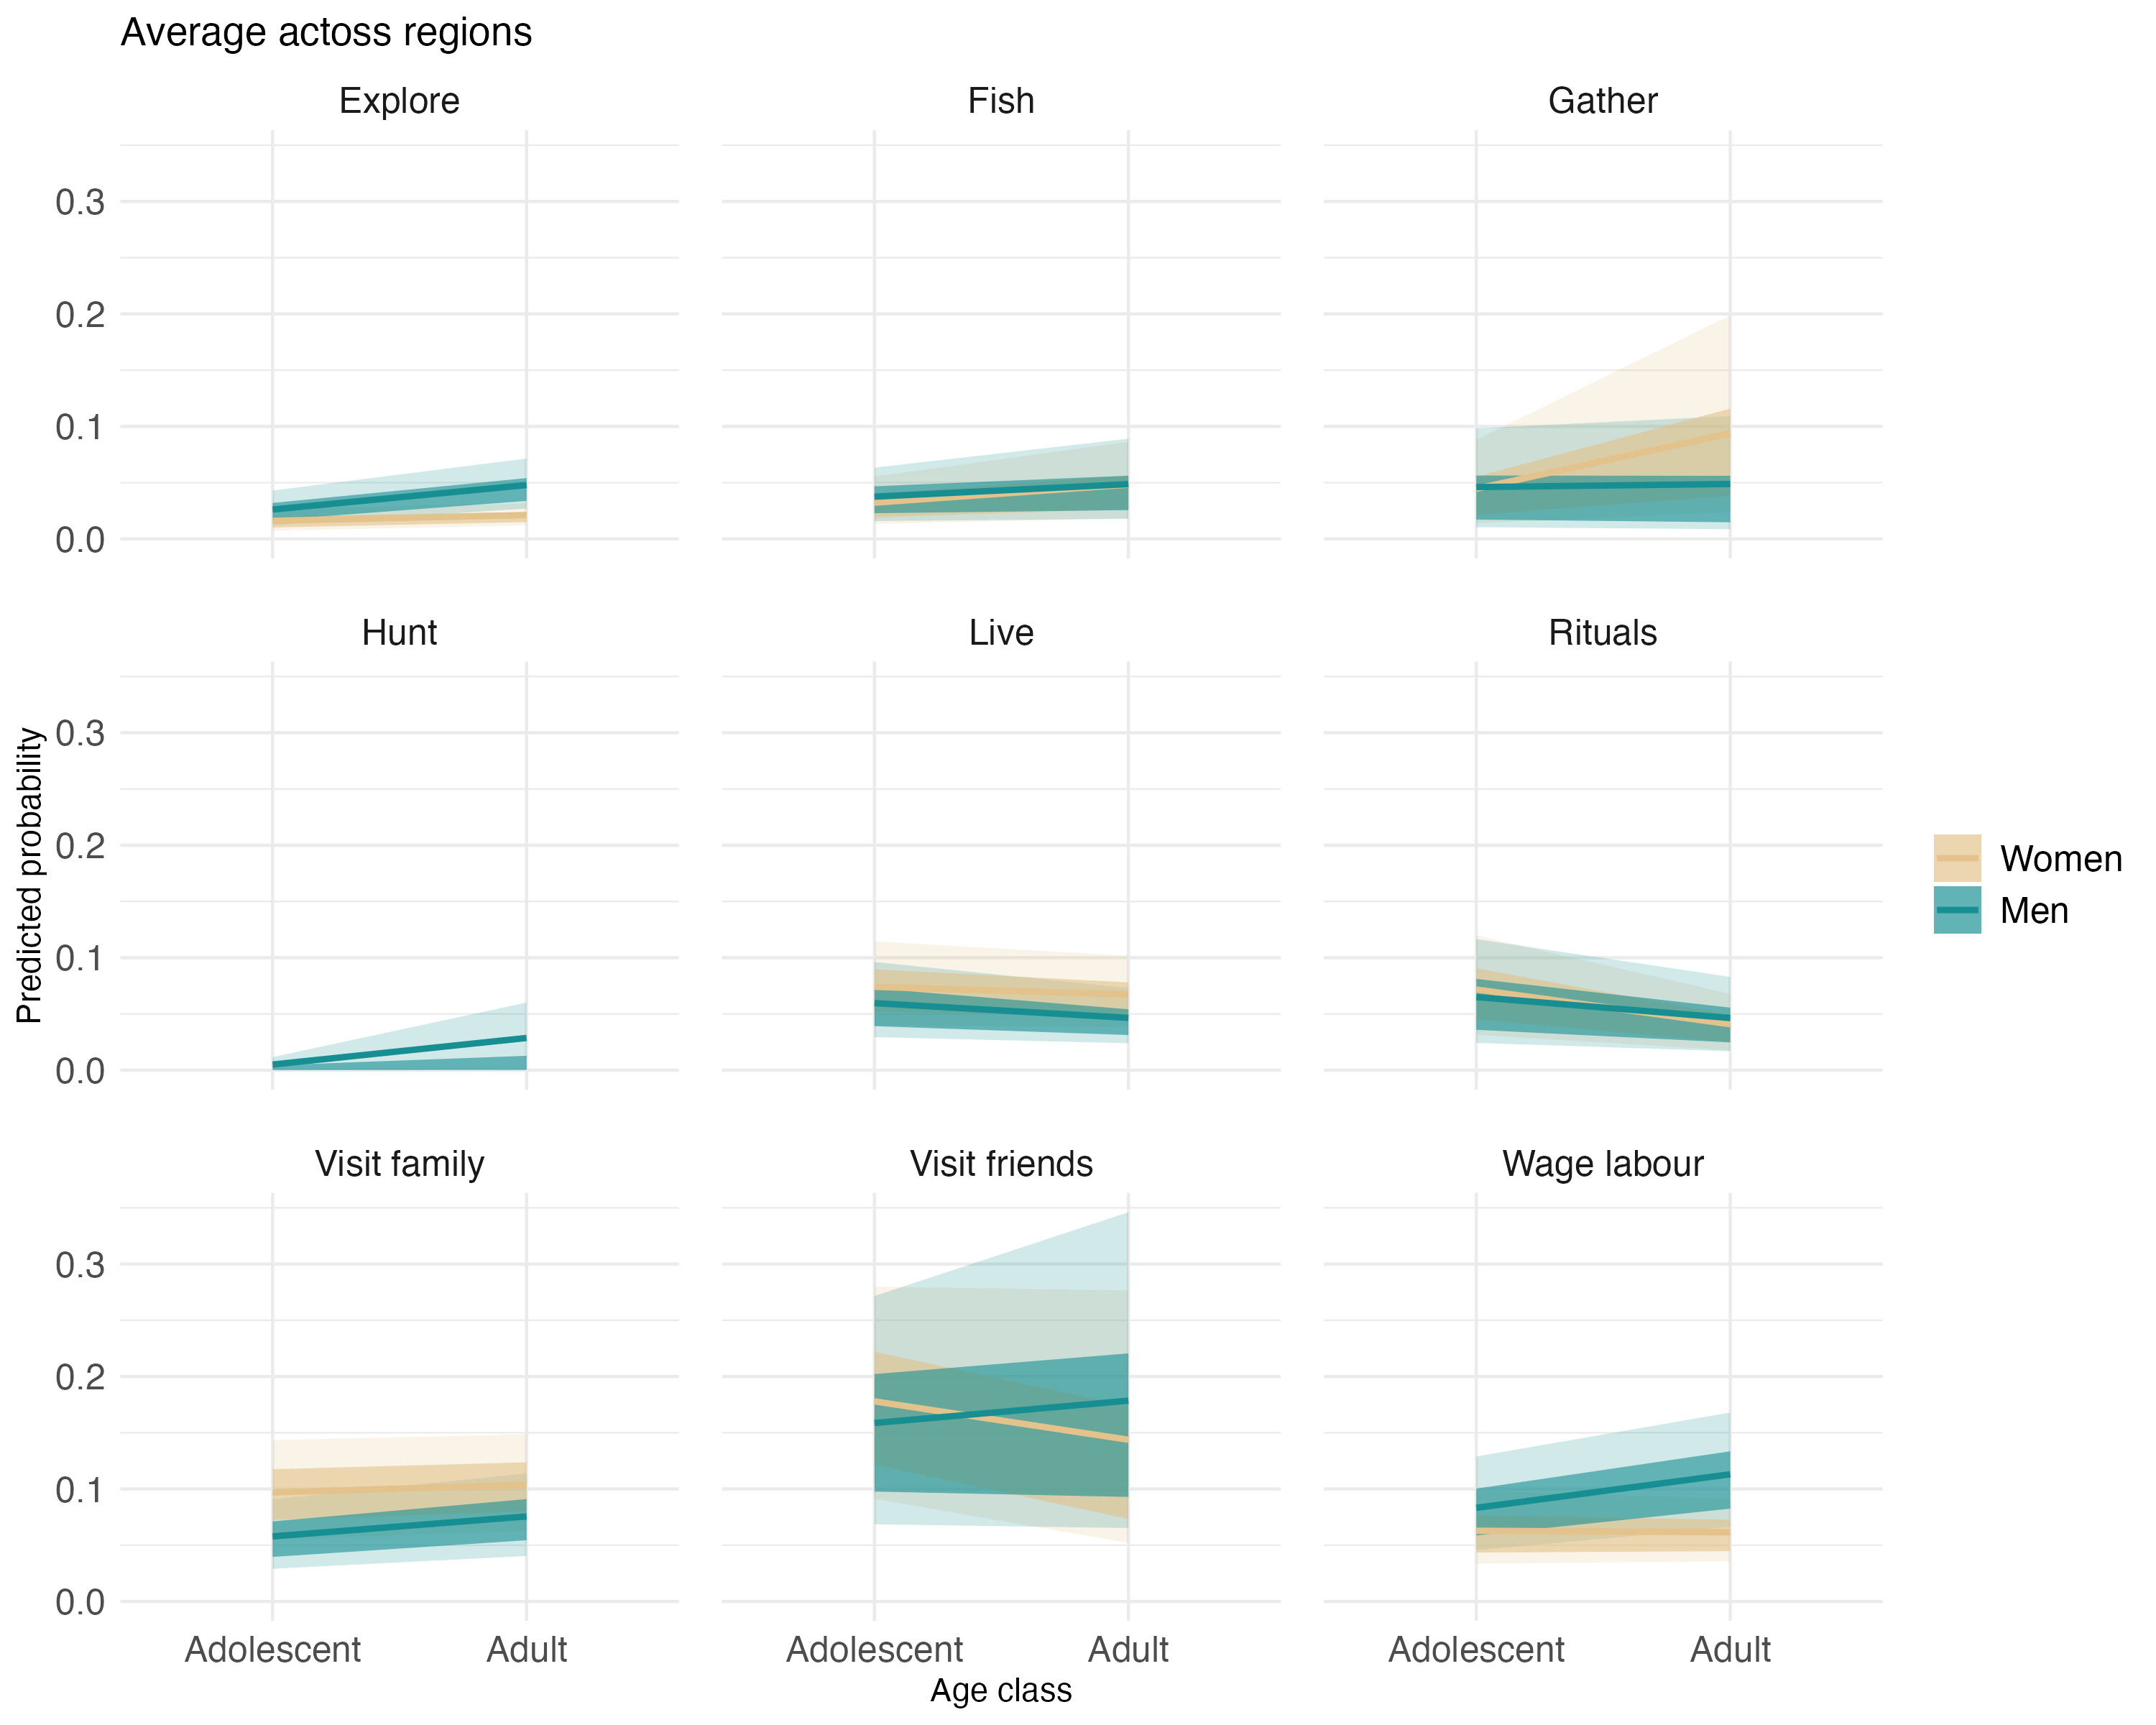 Average actoss regions
Explore
Fish
Gather
0.3
0.2
0.1
0.0
Hunt
Live
Rituals
0.3
0.2
0.1
0.0
Visit family
Visit friends
Wage labour
0.3
0.2
0.1
0.0
Adolescent Adult
Adolescent Adult
Adolescent Adult
Age class
Predicted probability
Women
Men